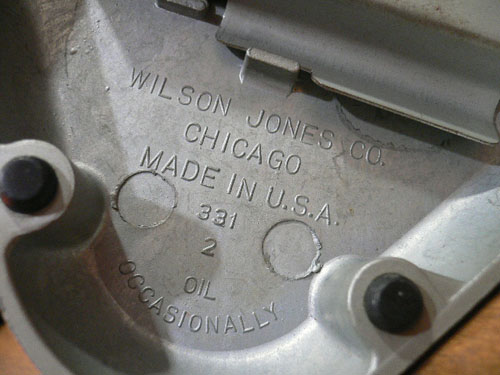 WILSON JONES CO.
CHICAGO
MADE IN U.S.A.
331
2
OIL
OCCASIONALLY